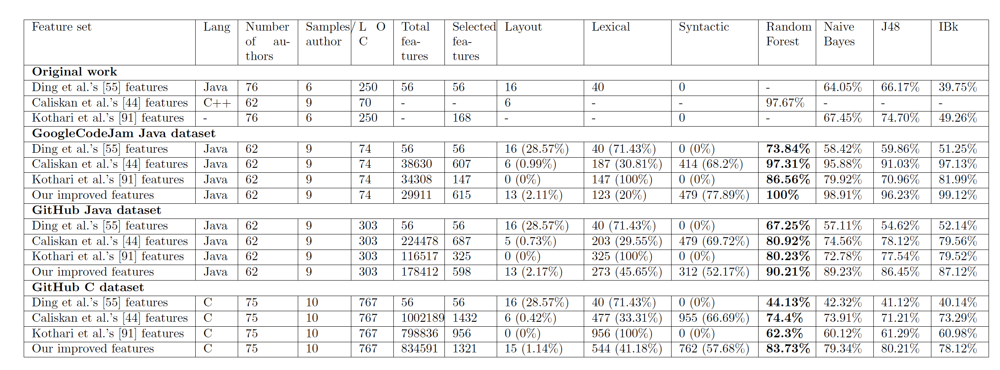 Feature set Lang Number of au-thors Samples/author L O C Total fea-tures Selected fea-tures Layout Lexical Syntactic Random Forest Naive Bayes J48 IBk
Original work
Ding et al.'s [55] features Java 76 6 250 56 56 16 40 0 - 64.05% 66.17% 39.75%
Caliskan et al.'s [44] features C++ 62 9 70 - - 6 - - 97.67% - - -
Kothari et al.'s [91] features - 76 6 250 - 168 - - 0 - 67.45% 74.70% 49.26%
GoogleCodeJam Java dataset
Ding et al.'s [55] features Java 62 9 74 56 56 16 (28.57%) 40 (71.43%) 0 (0%) 73.84% 58.42% 59.86% 51.25%
Caliskan et al.'s [44] features Java 62 9 74 38630 607 6 (0.99%) 187 (30.81%) 414 (68.2%) 97.31% 95.88% 91.03% 97.13%
Kothari et al.'s [91] features Java 62 9 74 34308 147 0 (0%) 147 (100%) 0 (0%) 86.56% 79.92% 70.96% 81.99%
Our improved features Java 62 9 74 29911 615 13 (2.11%) 123 (20%) 479 (77.89%) 100% 98.91% 96.23% 99.12%
GitHub Java dataset
Ding et al.'s [55] features Java 62 9 303 56 56 16 (28.57%) 40 (71.43%) 0 (0%) 67.25% 57.11% 54.62% 52.14%
Caliskan et al.'s [44] features Java 62 9 303 224478 687 5 (0.73%) 203 (29.55%) 479 (69.72%) 80.92% 74.56% 78.12% 79.56%
Kothari et al.'s [91] features Java 62 9 303 116517 325 0 (0%) 325 (100%) 0 (0%) 80.23% 72.78% 77.54% 79.52%
Our improved features Java 62 9 303 178412 598 13 (2.17%) 273 (45.65%) 312 (52.17%) 90.21% 89.23% 86.45% 87.12%
GitHub C dataset
Ding et al.'s [55] features C 75 10 767 56 56 16 (28.57%) 40 (71.43%) 0 (0%) 44.13% 42.32% 41.12% 40.14%
Caliskan et al.'s [44] features C 75 10 767 1002189 1432 6 (0.42%) 477 (33.31%) 955 (66.69%) 74.4% 73.91% 71.21% 73.29%
Kothari et al.'s [91] features C 75 10 767 798836 956 0 (0%) 956 (100%) 0 (0%) 62.3% 60.12% 61.29% 60.98%
Our improved features C 75 10 767 834591 1321 15 (1.14%) 544 (41.18%) 762 (57.68%) 83.73% 79.34% 80.21% 78.12%